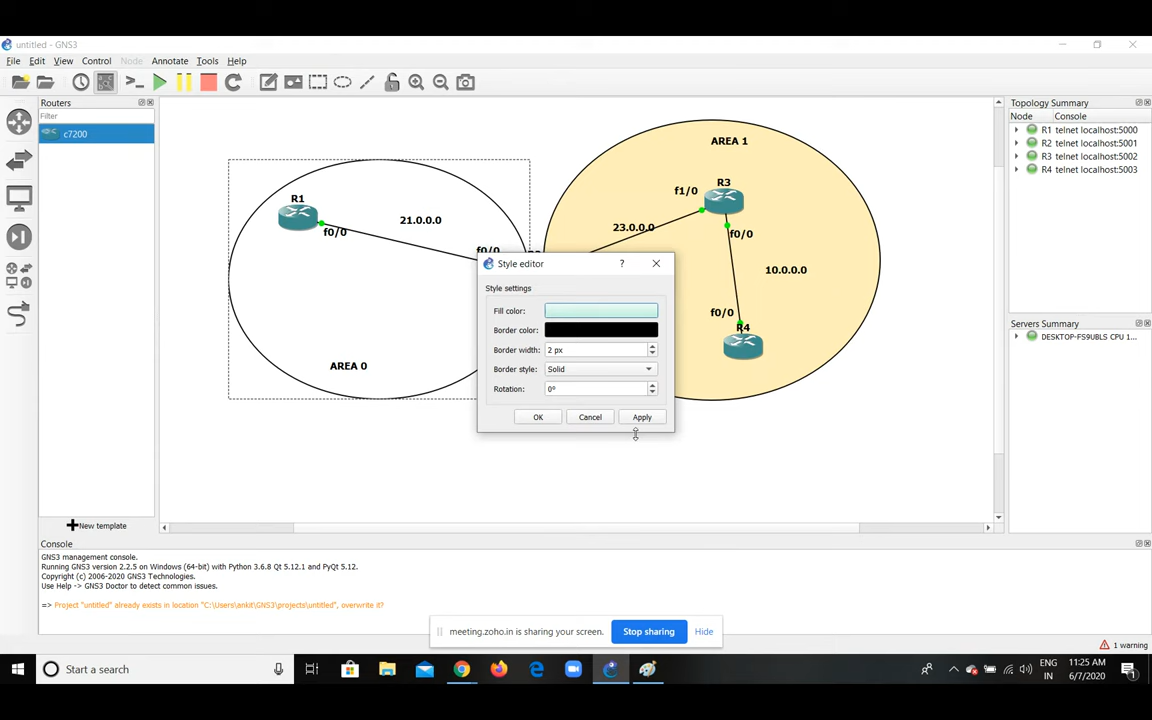 untitled - GNS3
File Edit View Control Node Annotate Tools Help
Routers
Filter
c7200
New template
AREA 1
R3
f1/0
R1
21.0.0.0
23.0.0.0
f0/0
f0/0
f0/0
10.0.0.0
f0/0
R4
AREA 0
Style editor
?
Style settings
Fill color:
Border color:
Border width: 2 px
Border style: Solid
Rotation: 0°
OK Cancel Apply
Topology Summary
Node Console
R1 telnet localhost:5000
R2 telnet localhost:5001
R3 telnet localhost:5002
R4 telnet localhost:5003
Servers Summary
DESKTOP-FS9UBLS CPU 1...
Console
GNS3 management console.
Running GNS3 version 2.2.5 on Windows (64-bit) with Python 3.6.8 Qt 5.12.1 and PyQt 5.12.
Copyright (c) 2006-2020 GNS3 Technologies.
Use Help -> GNS3 Doctor to detect common issues.
=> Project "untitled" already exists in location "C:\Users\ankit\GNS3\projects\untitled", overwrite it?
meeting.zoho.in is sharing your screen. Stop sharing Hide
1 warning
Start a search
ENG
IN
11:25 AM
6/7/2020
1